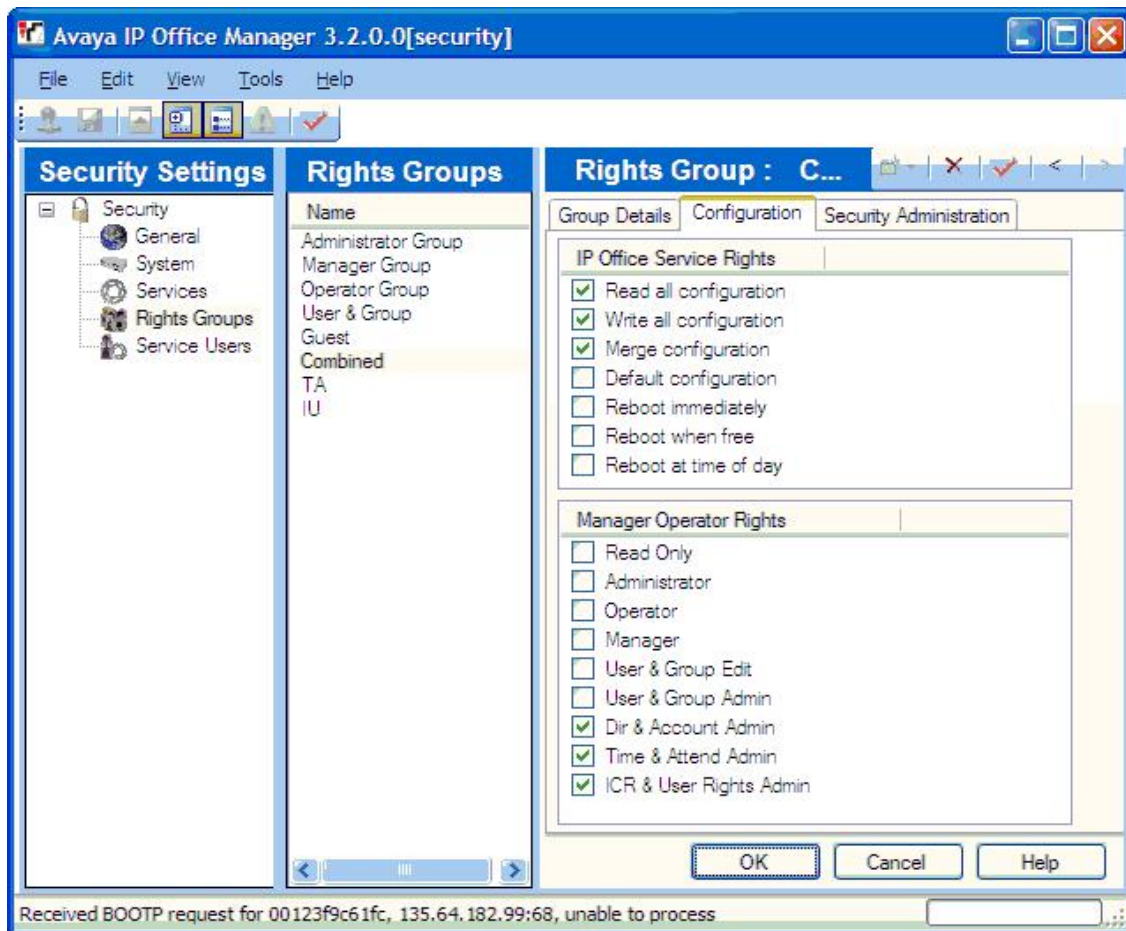 Avaya IP Office Manager 3.2.0.0[security]
File Edit View Tools Help
Security Settings
Security
General
System
Services
Rights Groups
Service Users
Rights Groups
Name
Administrator Group
Manager Group
Operator Group
User & Group
Guest
Combined
TA
IU
Rights Group : C...
Group Details Configuration Security Administration
IP Office Service Rights
Read all configuration
Write all configuration
Merge configuration
Default configuration
Reboot immediately
Reboot when free
Reboot at time of day
Manager Operator Rights
Read Only
Administrator
Operator
Manager
User & Group Edit
User & Group Admin
Dir & Account Admin
Time & Attend Admin
ICR & User Rights Admin
OK Cancel Help
Received BOOTP request for 00123f9c61fc, 135.64.182.99:68, unable to process